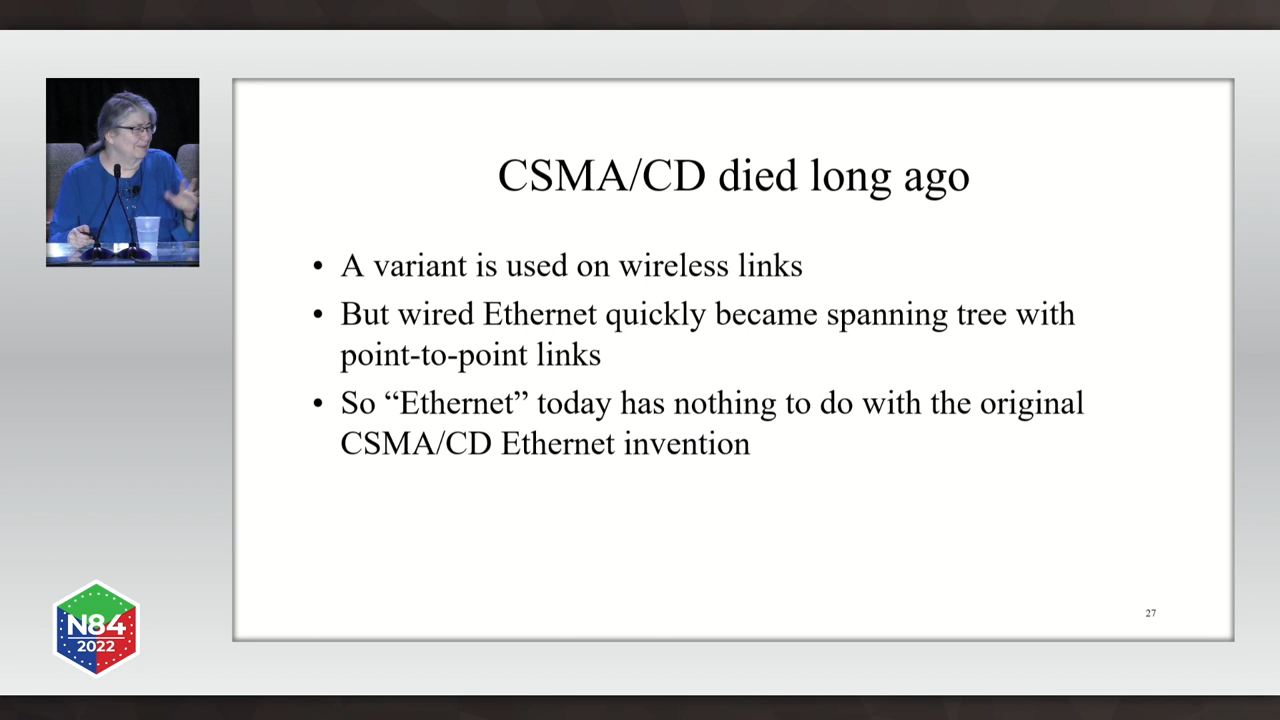 CSMA/CD died long ago
• A variant is used on wireless links
• But wired Ethernet quickly became spanning tree with
point-to-point links
• So “Ethernet” today has nothing to do with the original
CSMA/CD Ethernet invention
27
N84
2022